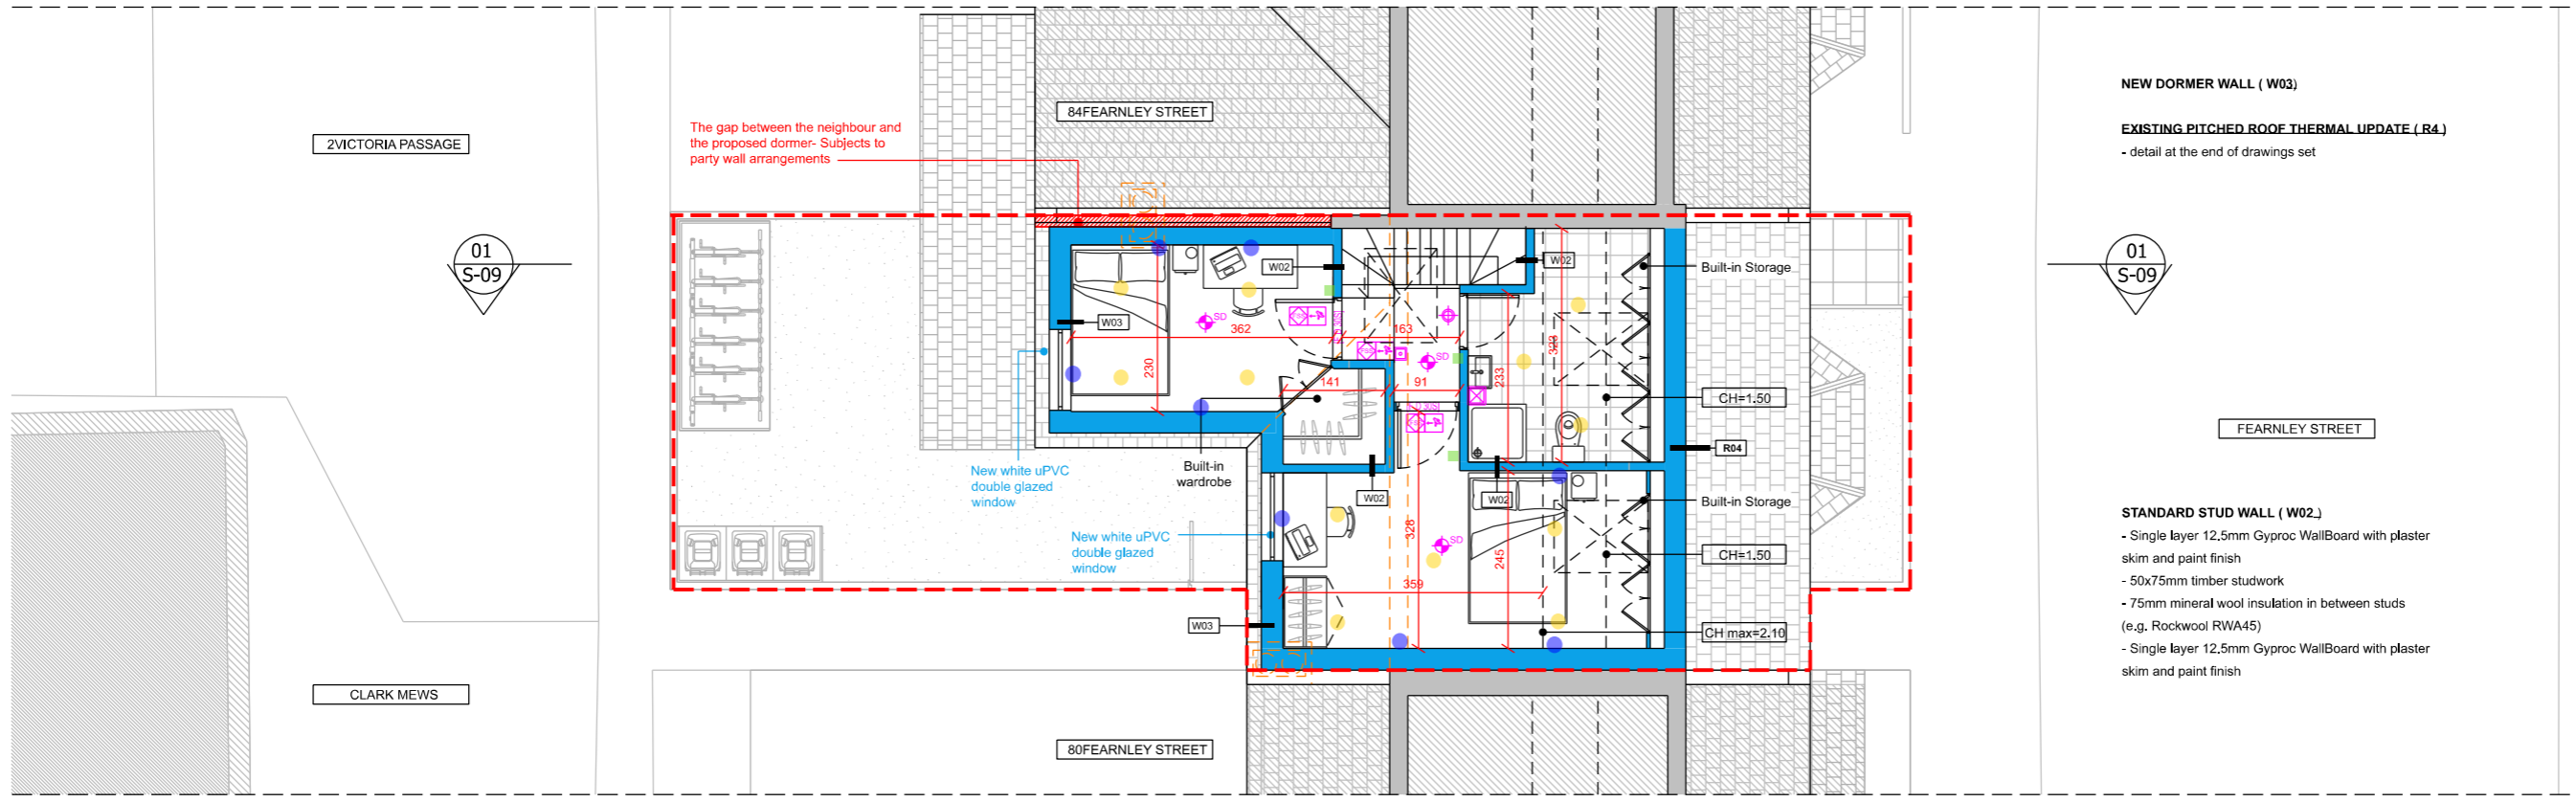 2VICTORIA PASSAGE
01
S-09
CLARK MEWS
The gap between the neighbour and
the proposed dormer- Subjects to
party wall arrangements
84FEARNLEY STREET
W02
W02
W03
SD
362
163
SD
230
141
91
233
323
New white uPVC
double glazed
window
Built-in
wardrobe
W02
W02
New white uPVC
double glazed
window
328
245
SD
359
W03
80FEARNLEY STREET
Built-in Storage
CH=1.50
R04
Built-in Storage
CH=1.50
CH max=2.10
01
S-09
FEARNLEY STREET
NEW DORMER WALL ( W03)
EXISTING PITCHED ROOF THERMAL UPDATE ( R4 )
- detail at the end of drawings set
STANDARD STUD WALL ( W02 )
- Single layer 12.5mm Gyproc WallBoard with plaster
skim and paint finish
- 50x75mm timber studwork
- 75mm mineral wool insulation in between studs
(e.g. Rockwool RWA45)
- Single layer 12.5mm Gyproc WallBoard with plaster
skim and paint finish